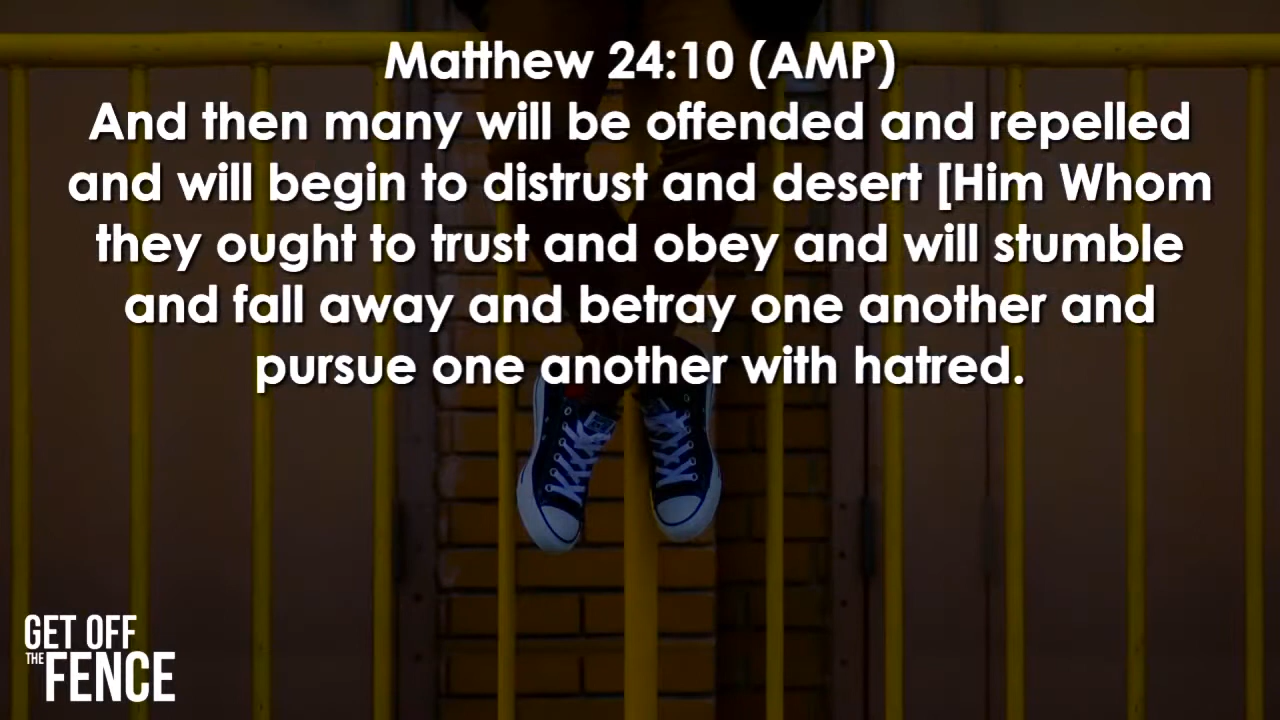 Matthew 24:10 (AMP)
And then many will be offended and repelled
and will begin to distrust and desert [Him Whom
they ought to trust and obey and will stumble
and fall away and betray one another and
pursue one another with hatred.
GET OFF
THE FENCE